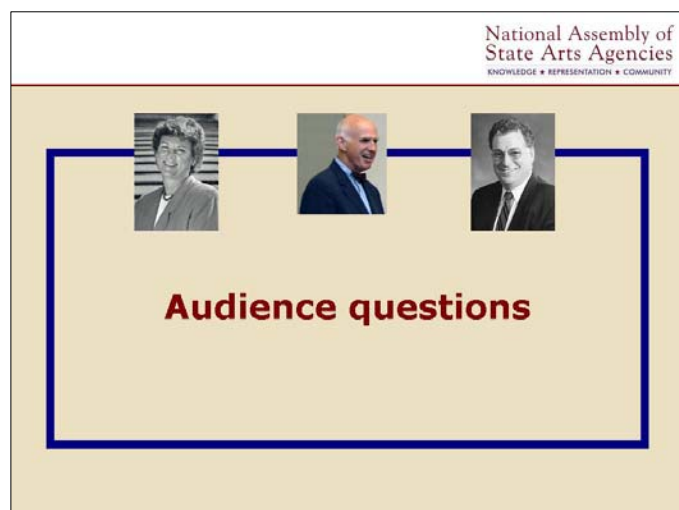 National Assembly of
State Arts Agencies
KNOWLEDGE ★ REPRESENTATION ★ COMMUNITY
Audience questions